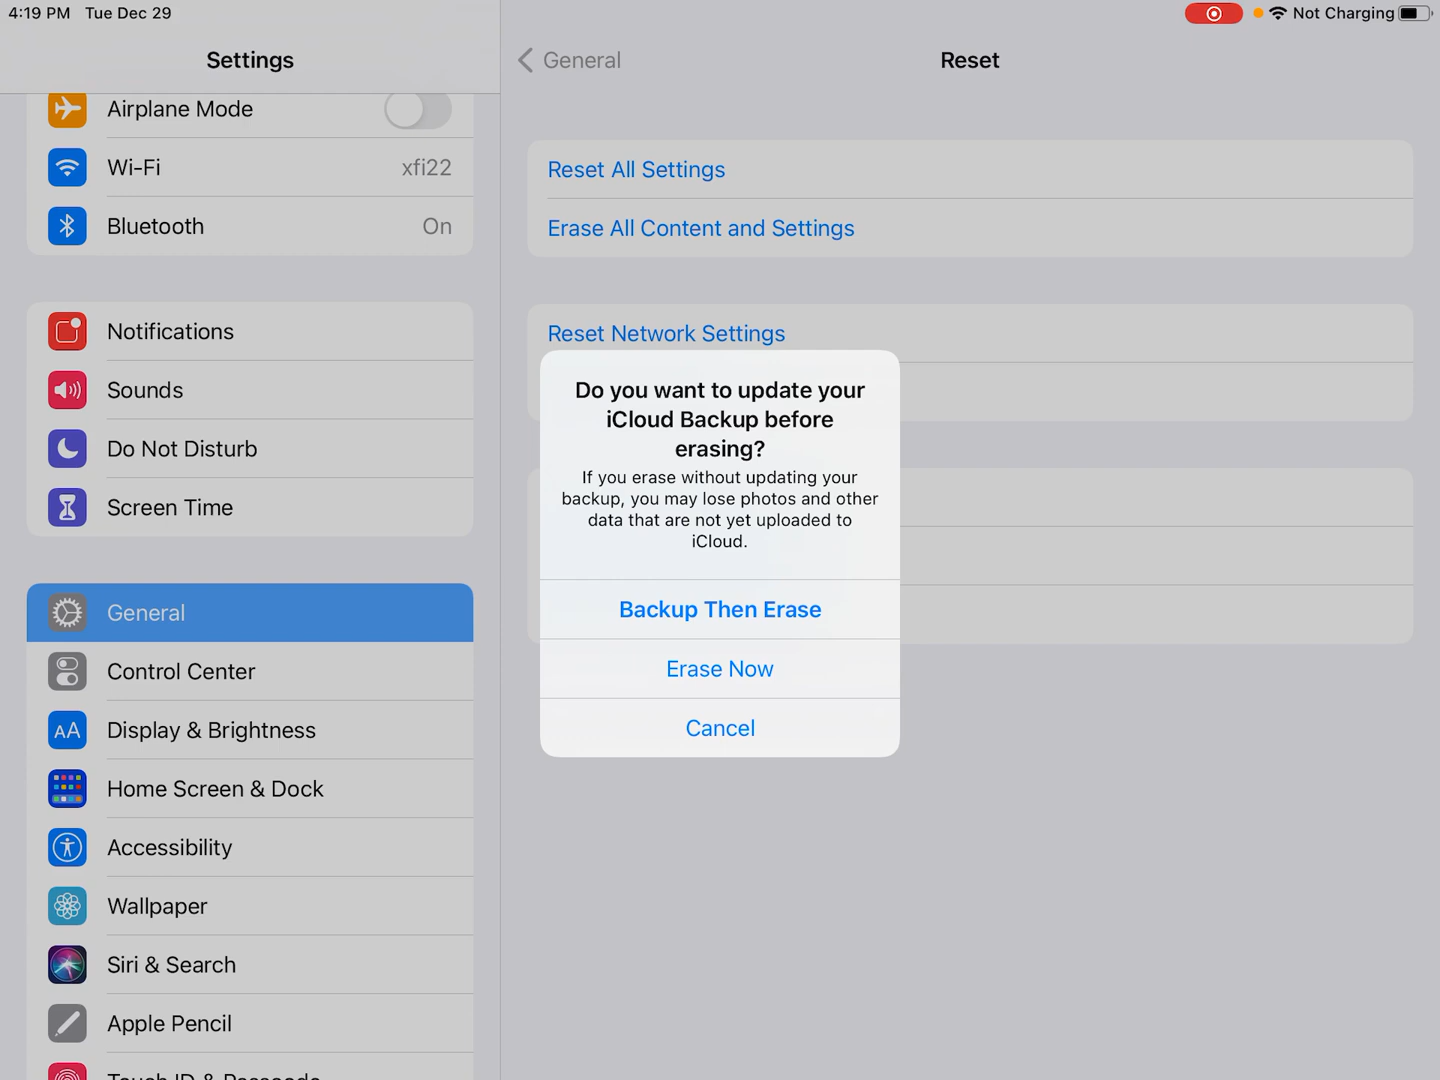 4:19 PM Tue Dec 29
Not Charging
Settings
General
Reset
Airplane Mode
Wi-Fi xfi22
Bluetooth On
Notifications
Sounds
Do Not Disturb
Screen Time
General
Control Center
AA Display & Brightness
Home Screen & Dock
Accessibility
Wallpaper
Siri & Search
Apple Pencil
Reset All Settings
Erase All Content and Settings
Reset Network Settings
Do you want to update your
iCloud Backup before
erasing?
If you erase without updating your
backup, you may lose photos and other
data that are not yet uploaded to
iCloud.
Backup Then Erase
Erase Now
Cancel